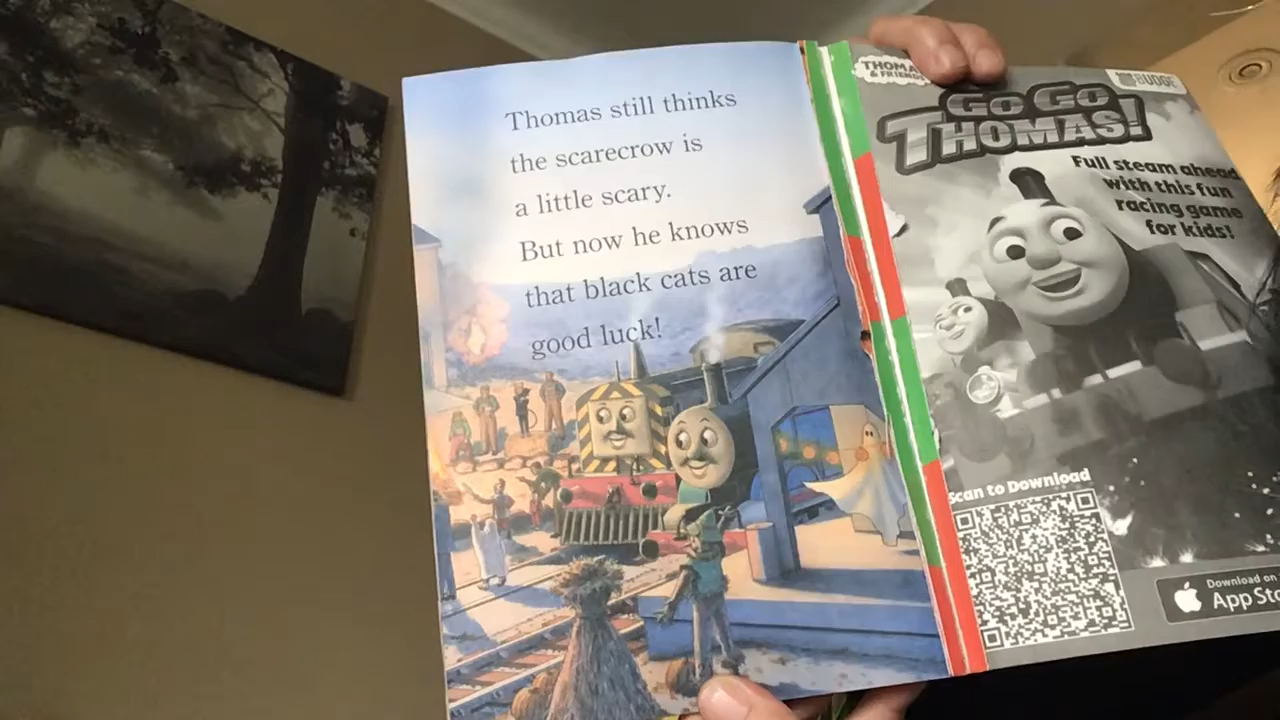 Thomas still thinks
the scarecrow is
a little scary.
But now he knows
that black cats are
good luck!
& FRIENDS
BUDGE
GO GO
THOMAS!
Full steam ahead
with this fun
racing game
for kids!
Scan to Download
Download on
App Sto